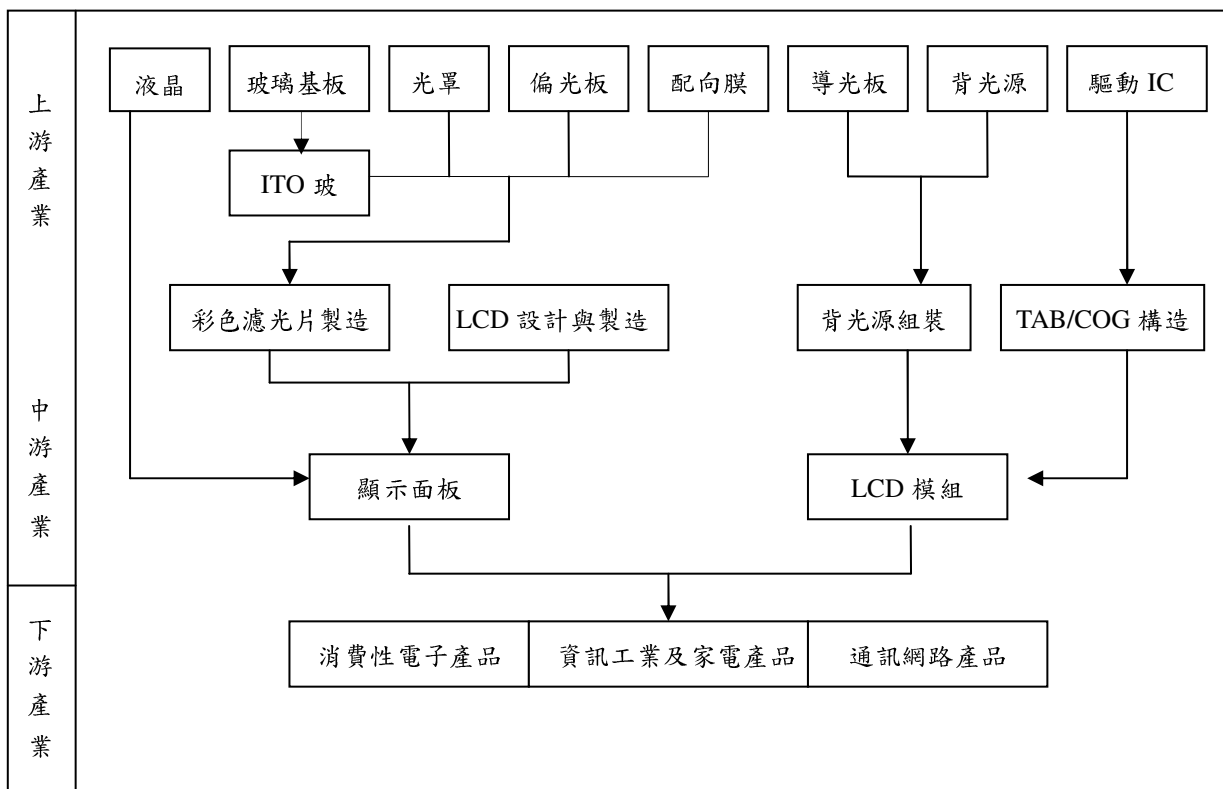 上游產業
液晶
玻璃基板
光罩
偏光板
配向膜
導光板
背光源
驅動 IC
ITO 玻
彩色濾光片製造
LCD 設計與製造
背光源組裝
TAB/COG 構造
中游產業
顯示面板
LCD 模組
下游產業
消費性電子產品
資訊工業及家電產品
通訊網路產品